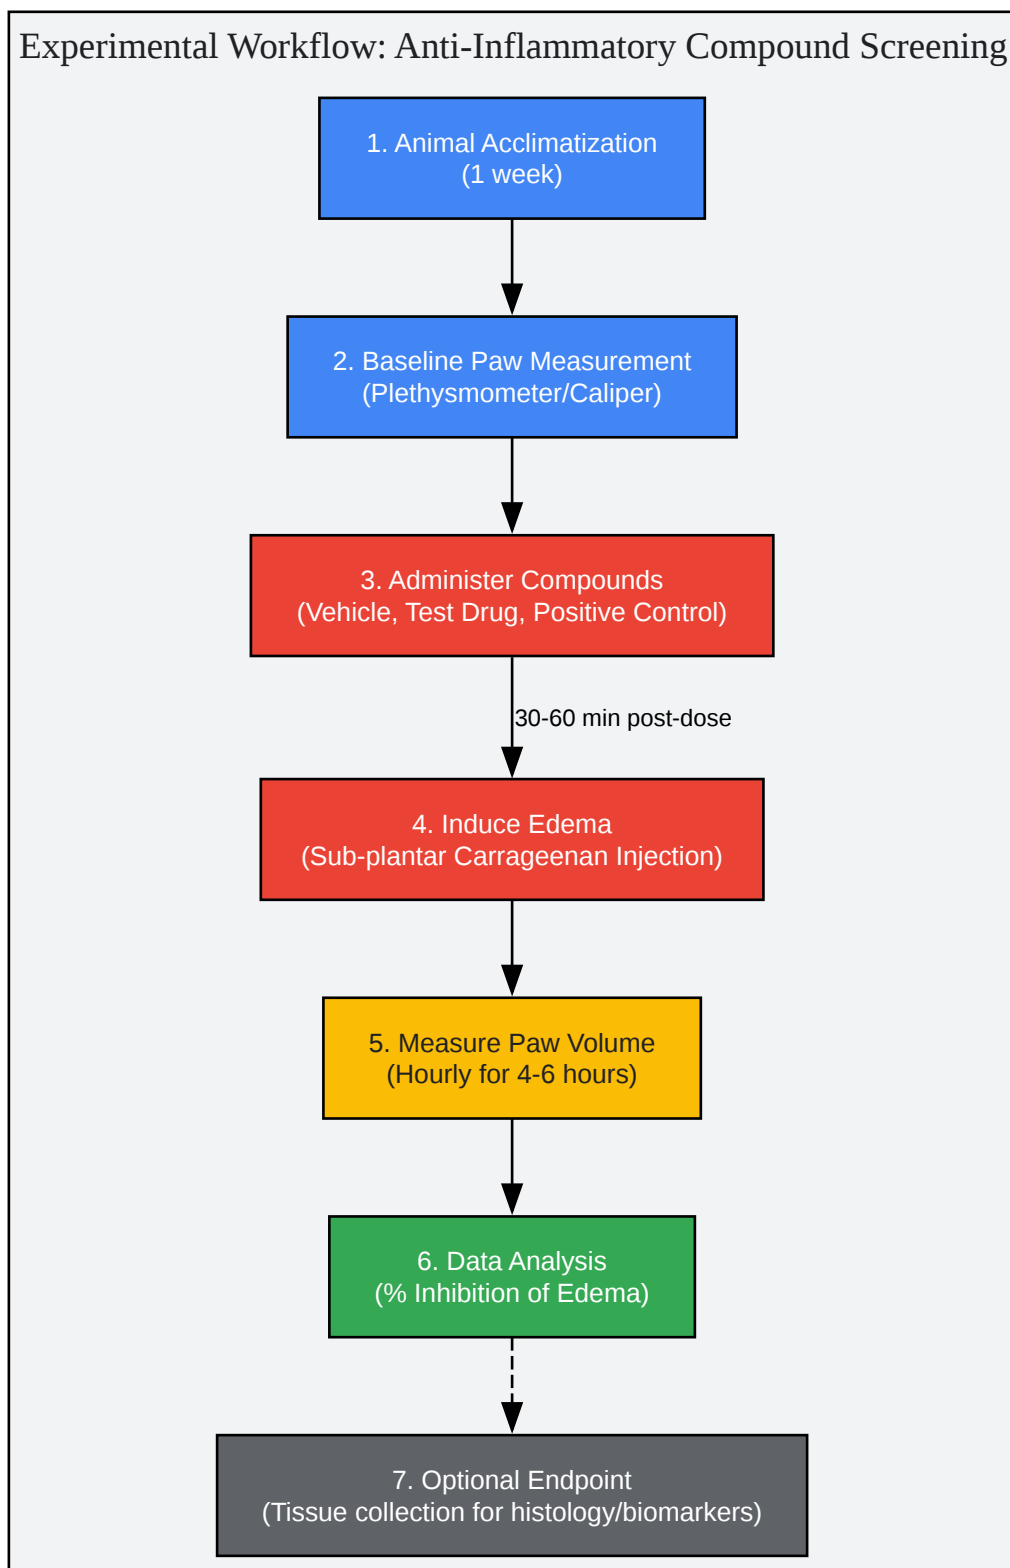 Experimental Workflow: Anti-Inflammatory Compound Screening
1. Animal Acclimatization
(1 week)
2. Baseline Paw Measurement
(Plethysmometer/Caliper)
3. Administer Compounds
(Vehicle, Test Drug, Positive Control)
30-60 min post-dose
4. Induce Edema
(Sub-plantar Carrageenan Injection)
5. Measure Paw Volume
(Hourly for 4-6 hours)
6. Data Analysis
(% Inhibition of Edema)
7. Optional Endpoint
(Tissue collection for histology/biomarkers)